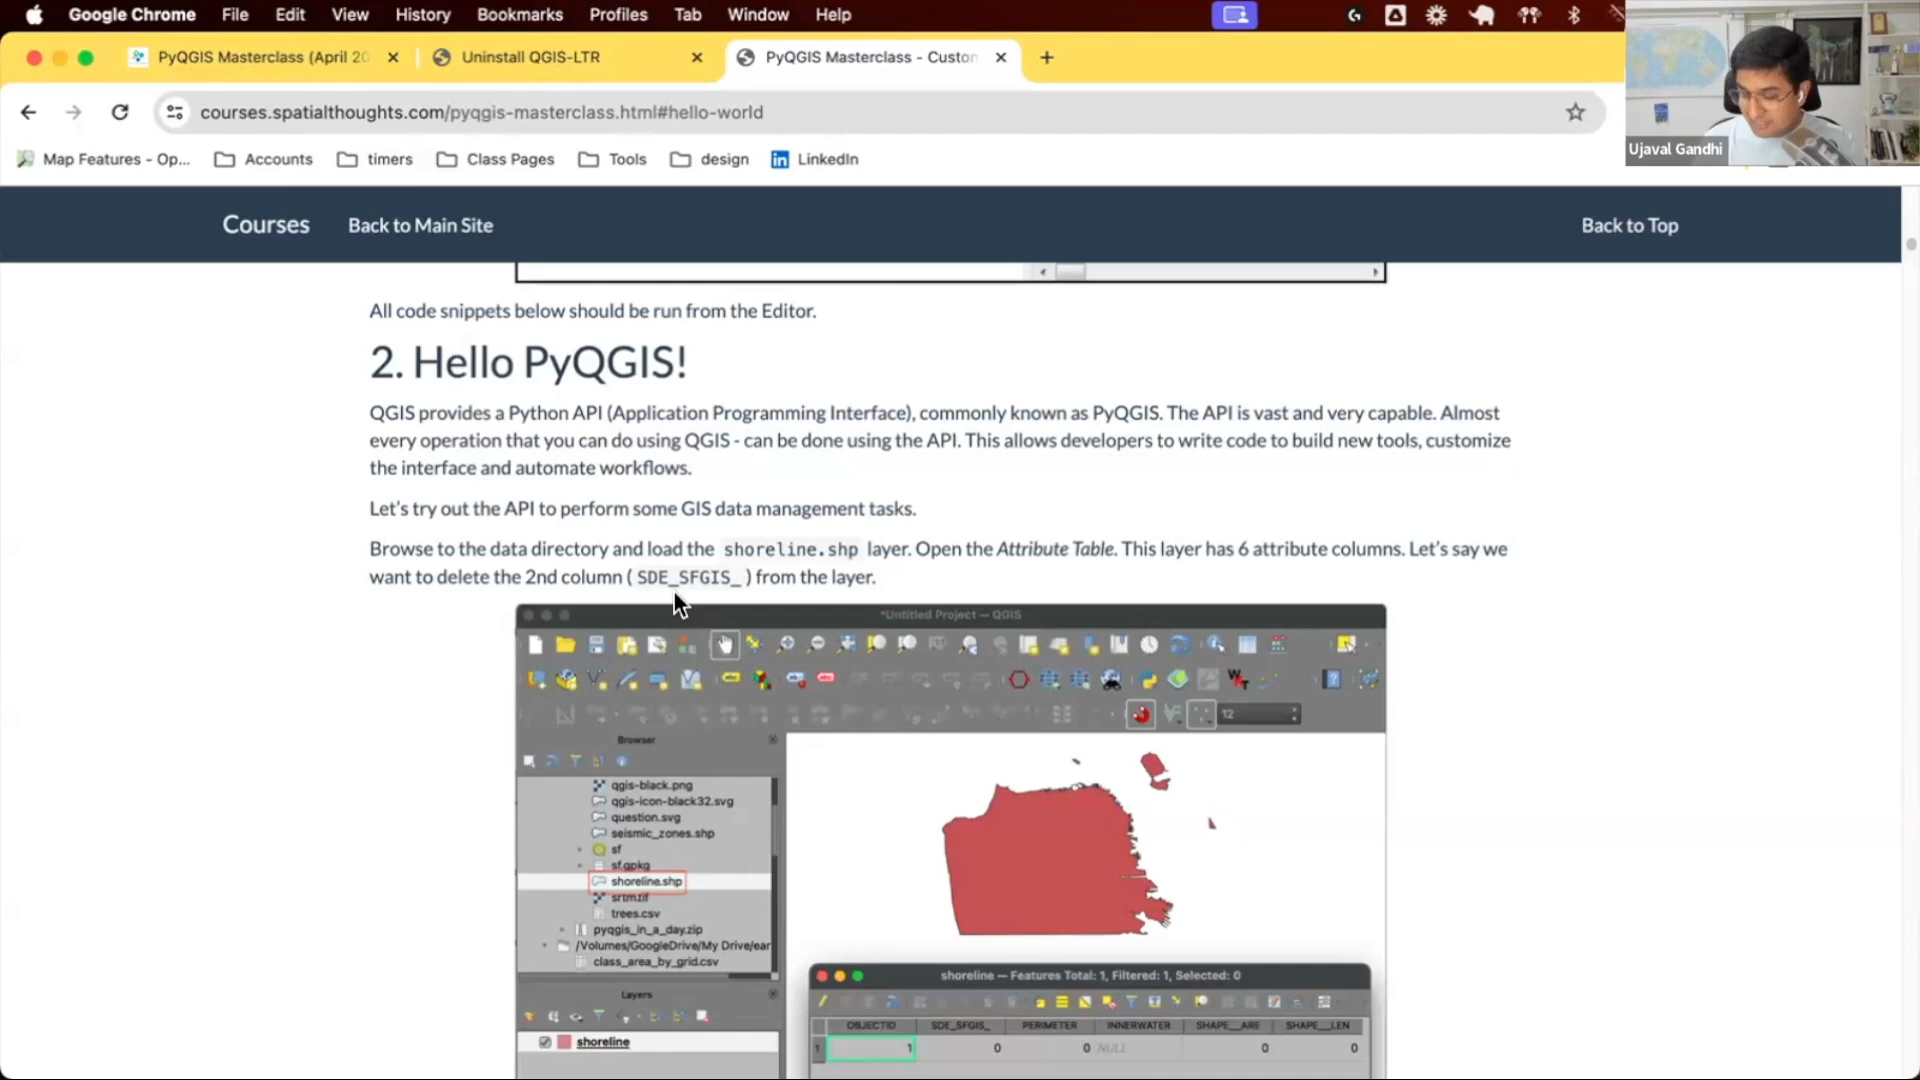 Google Chrome File Edit View History Bookmarks Profiles Tab Window Help
PyQGIS Masterclass (April 20
Uninstall QGIS-LTR
PyQGIS Masterclass - Custon
courses.spatialthoughts.com/pyqgis-masterclass.html#hello-world
Ujaval Gandhi
Map Features - Op... Accounts timers Class Pages Tools design LinkedIn
Courses Back to Main Site Back to Top
All code snippets below should be run from the Editor.
2. Hello PyQGIS!
QGIS provides a Python API (Application Programming Interface), commonly known as PyQGIS. The API is vast and very capable. Almost
every operation that you can do using QGIS - can be done using the API. This allows developers to write code to build new tools, customize
the interface and automate workflows.
Let's try out the API to perform some GIS data management tasks.
Browse to the data directory and load the shoreline.shp layer. Open the Attribute Table. This layer has 6 attribute columns. Let's say we
want to delete the 2nd column ( SDE_SFGIS_ ) from the layer.
*Untitled Project — QGIS
12
Browser
qgis-black.png
qgis-icon-black32.svg
question.svg
seismic_zones.shp
sf
sf.gpkg
shoreline.shp
srtm.tif
trees.csv
pyqgis_in_a_day.zip
/Volumes/GoogleDrive/My Drive/ear
class_area_by_grid.csv
Layers
shoreline
shoreline — Features Total: 1, Filtered: 1, Selected: 0
OBJECTID SDE_SFGIS_ PERIMETER INNERWATER SHAPE__ARE SHAPE__LEN
1 1 0 0 NULL 0 0